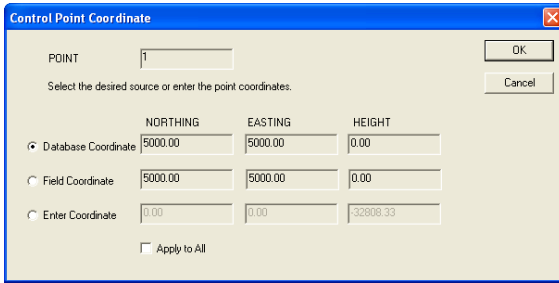 Control Point Coordinate
POINT 1 OK
Select the desired source or enter the point coordinates. Cancel
NORTHING EASTING HEIGHT
Database Coordinate 5000.00 5000.00 0.00
Field Coordinate 5000.00 5000.00 0.00
Enter Coordinate 0.00 0.00 -32808.33
Apply to All